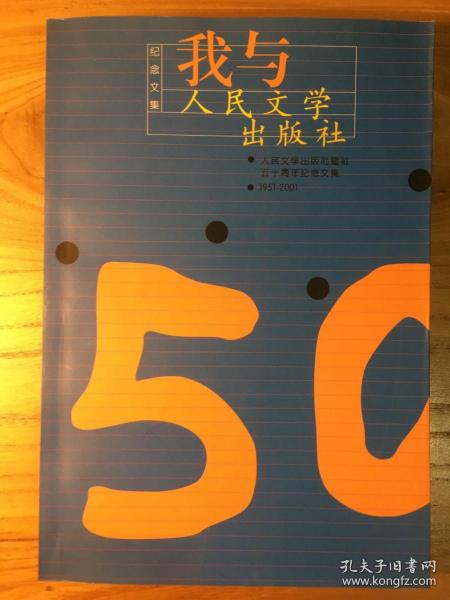 纪念文集
我与
人民文学
出版社
人民文学出版社建社
五十周年纪念文集
1951-2001
50
孔夫子旧书网
www.kongfz.com